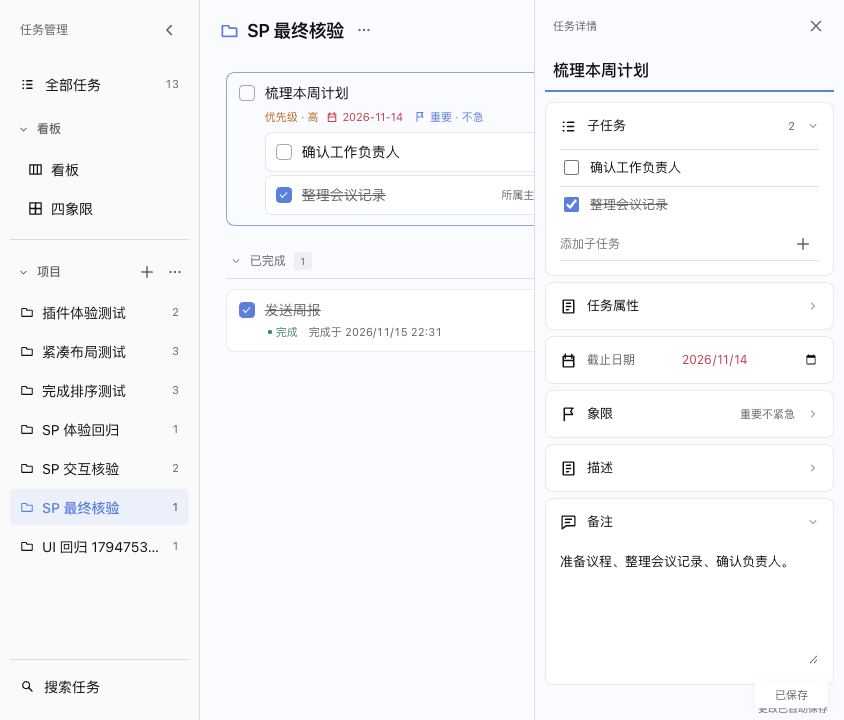 任务管理
全部任务 13
看板
看板
四象限
项目
插件体验测试 2
紧凑布局测试 3
完成排序测试 3
SP 体验回归 1
SP 交互核验 2
SP 最终核验 1
UI 回归 1794753... 1
搜索任务
SP 最终核验 ···
梳理本周计划
优先级 · 高 2026-11-14 重要 · 不急
确认工作负责人
整理会议记录 所属主
已完成 1
发送周报
完成 完成于 2026/11/15 22:31
任务详情
梳理本周计划
子任务 2
确认工作负责人
整理会议记录
添加子任务
任务属性
截止日期 2026/11/14
象限 重要不紧急
描述
备注
准备议程、整理会议记录、确认负责人。
已保存
更改已自动保存